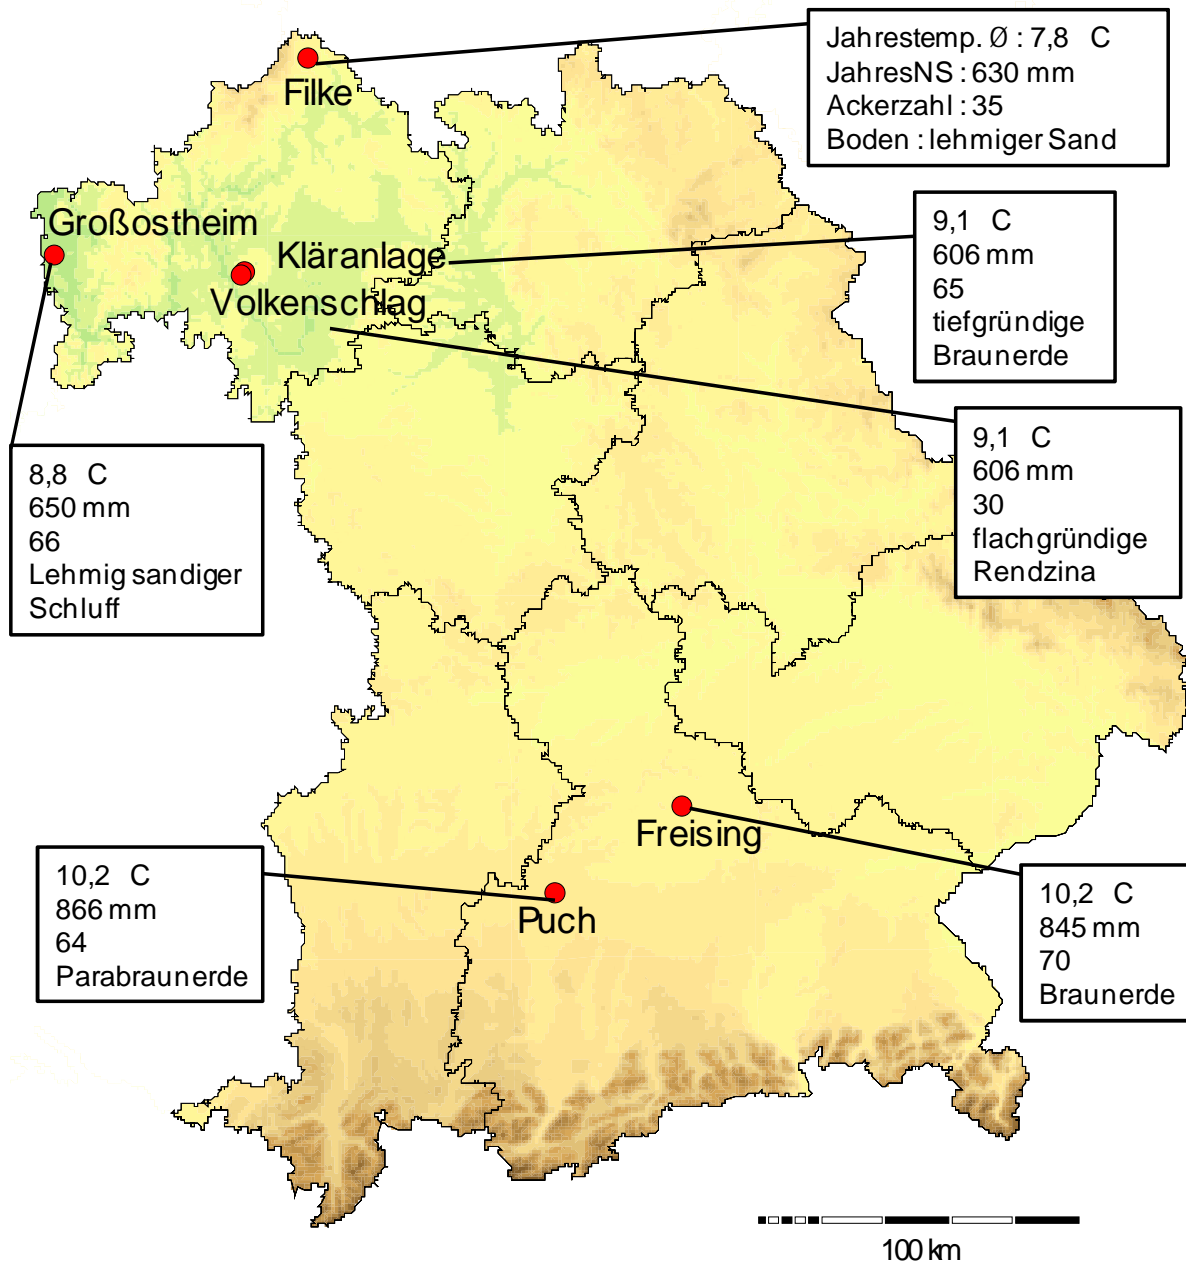 Jahrestemp. Ø : 7,8 C
JahresNS : 630 mm
Ackerzahl : 35
Boden : lehmiger Sand
Filke
Großostheim
Kläranlage
Volkenschlag
9,1 C
606 mm
65
tiefgründige
Braunerde
9,1 C
606 mm
30
flachgründige
Rendzina
8,8 C
650 mm
66
Lehmig sandiger
Schluff
Freising
Puch
10,2 C
866 mm
64
Parabraunerde
10,2 C
845 mm
70
Braunerde
100 km